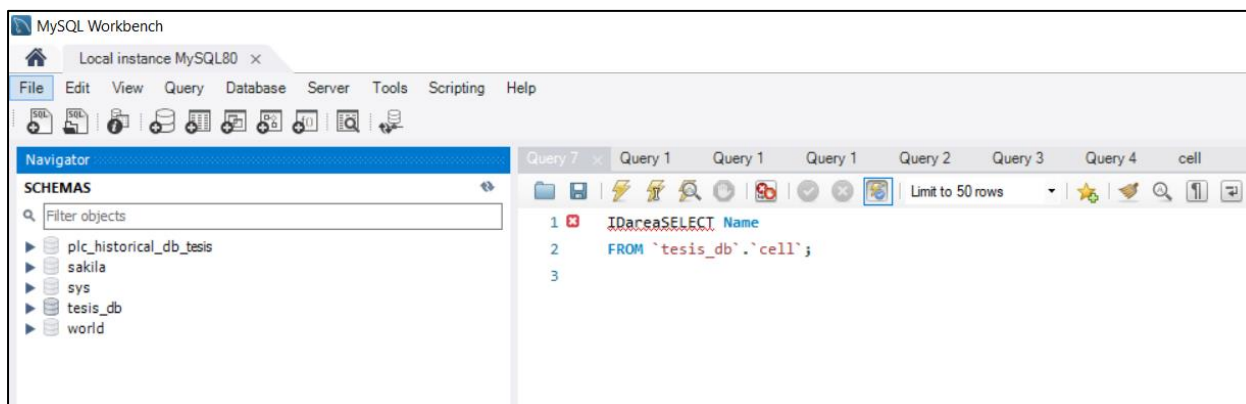 MySQL Workbench
Local instance MySQL80 ×
File Edit View Query Database Server Tools Scripting Help
Navigator
SCHEMAS
Filter objects
plc_historical_db_tesis
sakila
sys
tesis_db
world
Query 7 × Query 1 Query 1 Query 1 Query 2 Query 3 Query 4 cell
Limit to 50 rows
1 IDareaSELECT Name
2 FROM `tesis_db`.`cell`;
3